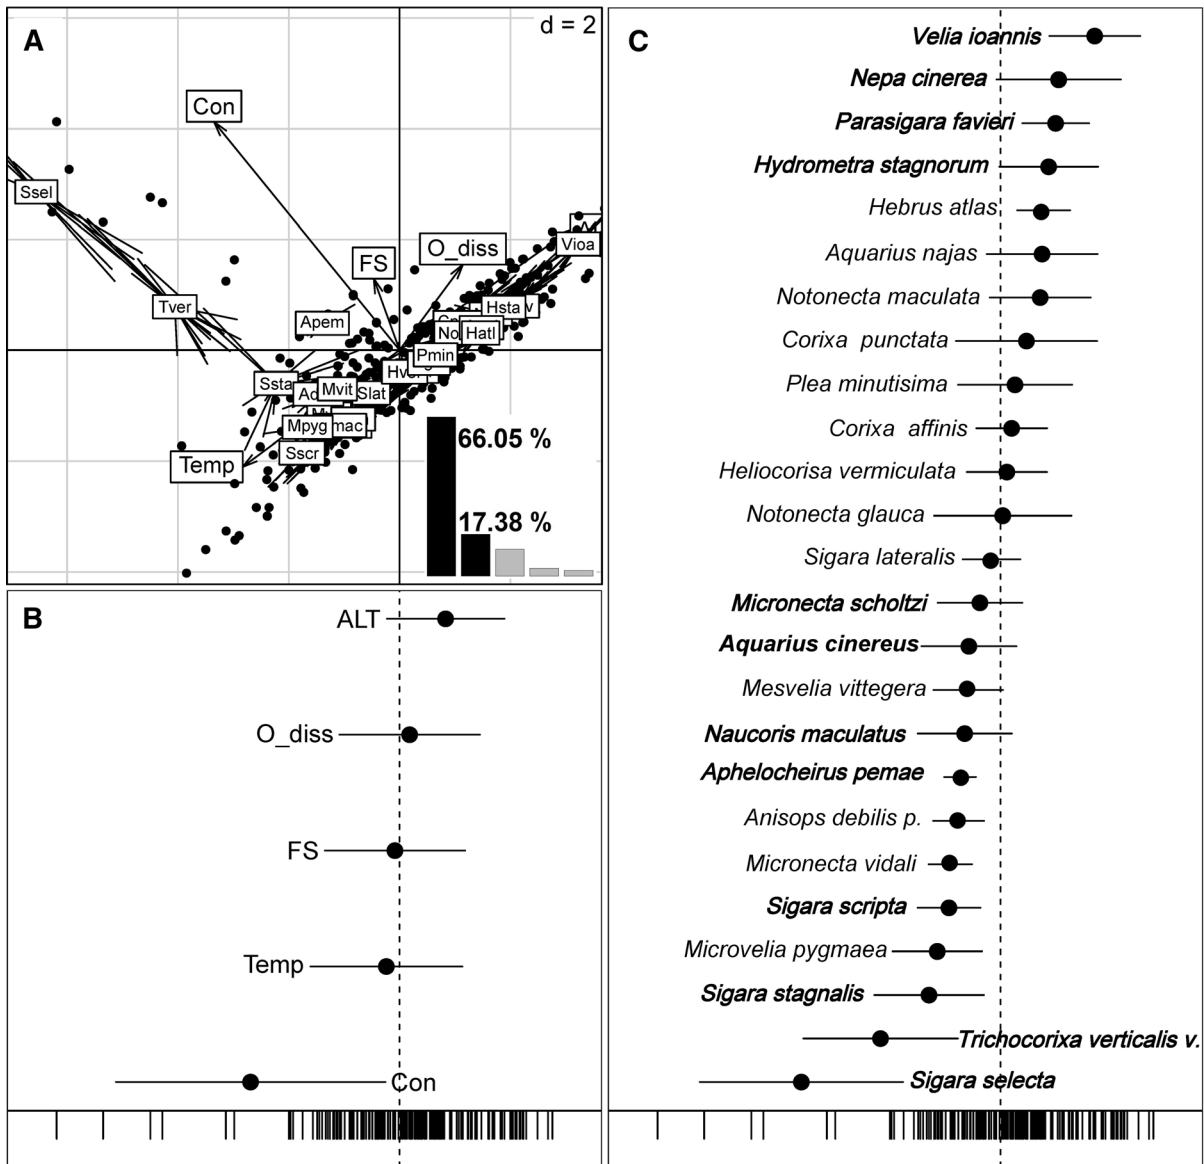 A
d = 2
Con
FS
O_diss
Ssel
Vioa
Tver
Hsta
Apem
Hatl
Pmin
Ssta
Mvit
Slat
Mpyg
mac
Temp
Sscr
66.05 %
17.38 %
B
ALT
O_diss
FS
Temp
Con
C
Velia ioannis
Nepa cinerea
Parasigara favieri
Hydrometra stagnorum
Hebrus atlas
Aquarius najas
Notonecta maculata
Corixa punctata
Plea minutisima
Corixa affinis
Heliocorisa vermiculata
Notonecta glauca
Sigara lateralis
Micronecta scholtzi
Aquarius cinereus
Mesvelia vittegera
Naucoris maculatus
Aphelocheirus pemae
Anisops debilis p.
Micronecta vidali
Sigara scripta
Microvelia pygmaea
Sigara stagnalis
Trichocorixa verticalis v.
Sigara selecta